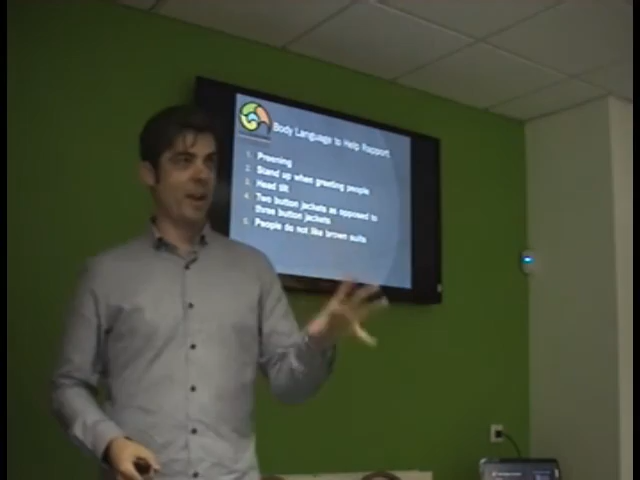 Body Language to Help Rapport
1. Preening
2. Stand up when greeting people
3. Head tilt
4. Two button jackets as opposed to
three button jackets
5. People do not like brown suits